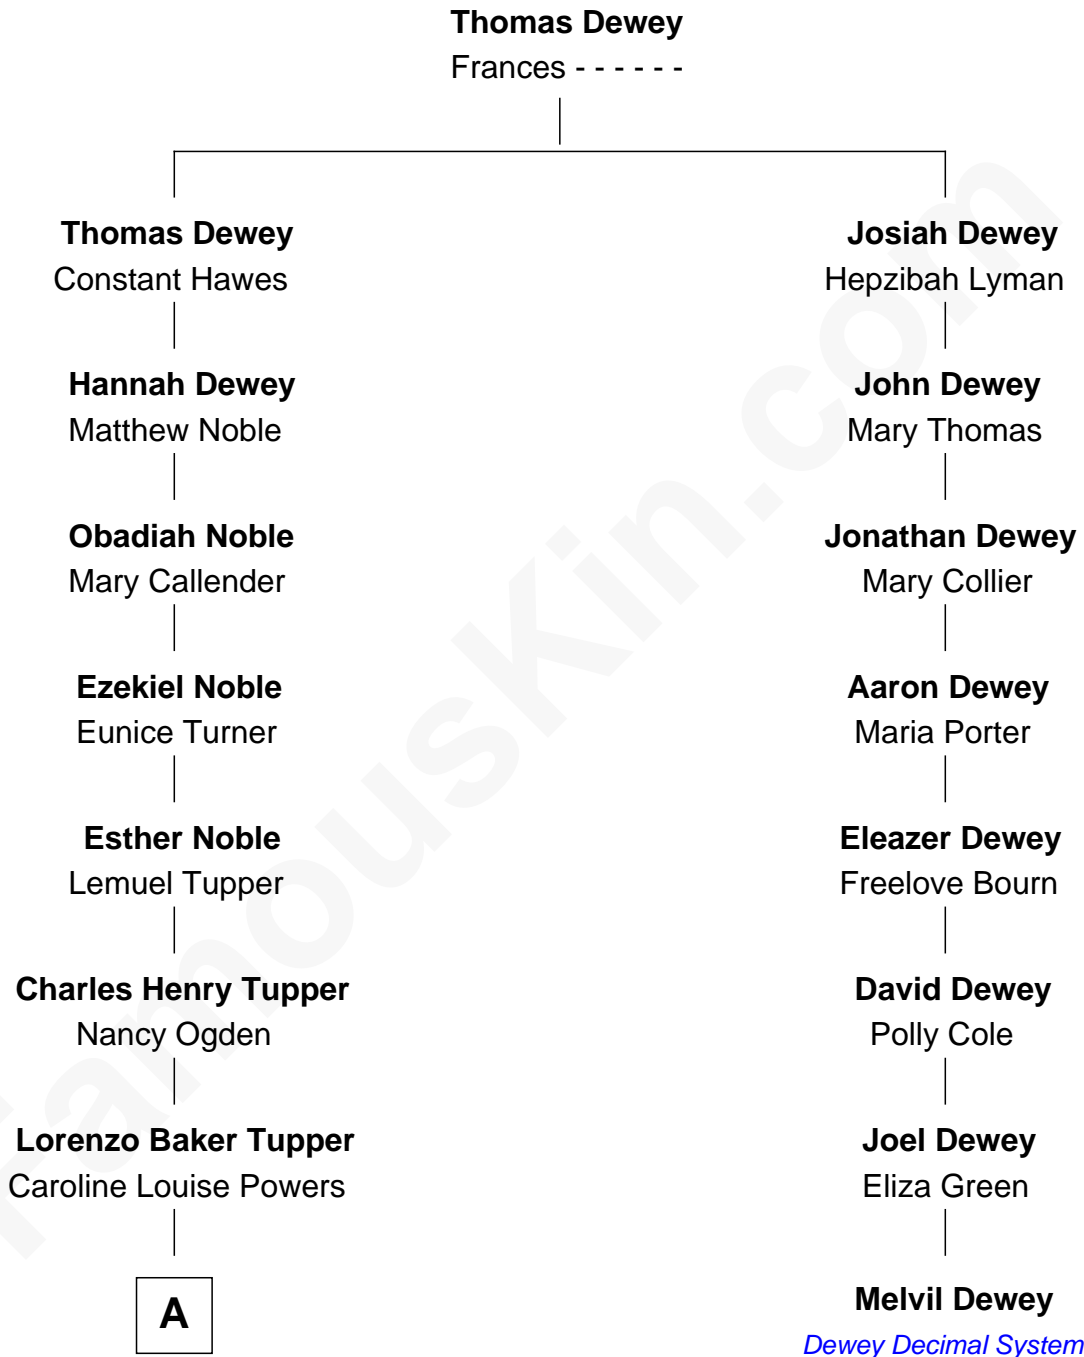 Thomas Dewey
Frances - - - - - -
Thomas Dewey
Constant Hawes
Josiah Dewey
Hepzibah Lyman
Hannah Dewey
Matthew Noble
John Dewey
Mary Thomas
Obadiah Noble
Mary Callender
Jonathan Dewey
Mary Collier
Ezekiel Noble
Eunice Turner
Aaron Dewey
Maria Porter
Esther Noble
Lemuel Tupper
Eleazer Dewey
Freelove Bourn
Charles Henry Tupper
Nancy Ogden
David Dewey
Polly Cole
Lorenzo Baker Tupper
Caroline Louise Powers
Joel Dewey
Eliza Green
A
Melvil Dewey
Dewey Decimal System
FamousKin.com